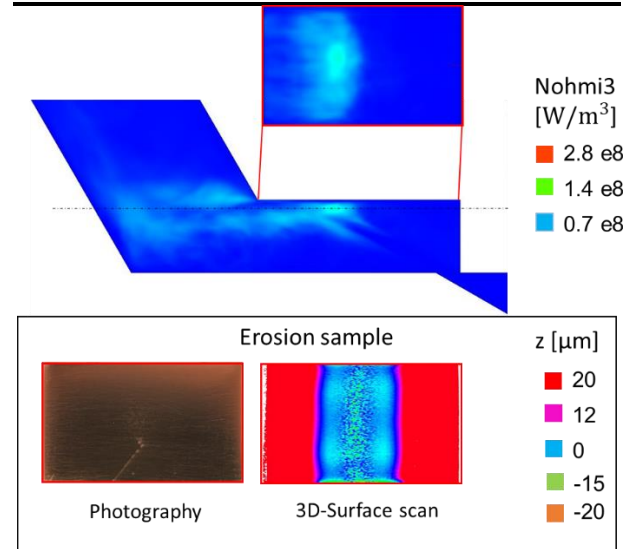 Nohmi3
[W/m³]
2.8 e8
1.4 e8
0.7 e8
Erosion sample
z [µm]
20
12
0
-15
-20
Photography
3D-Surface scan